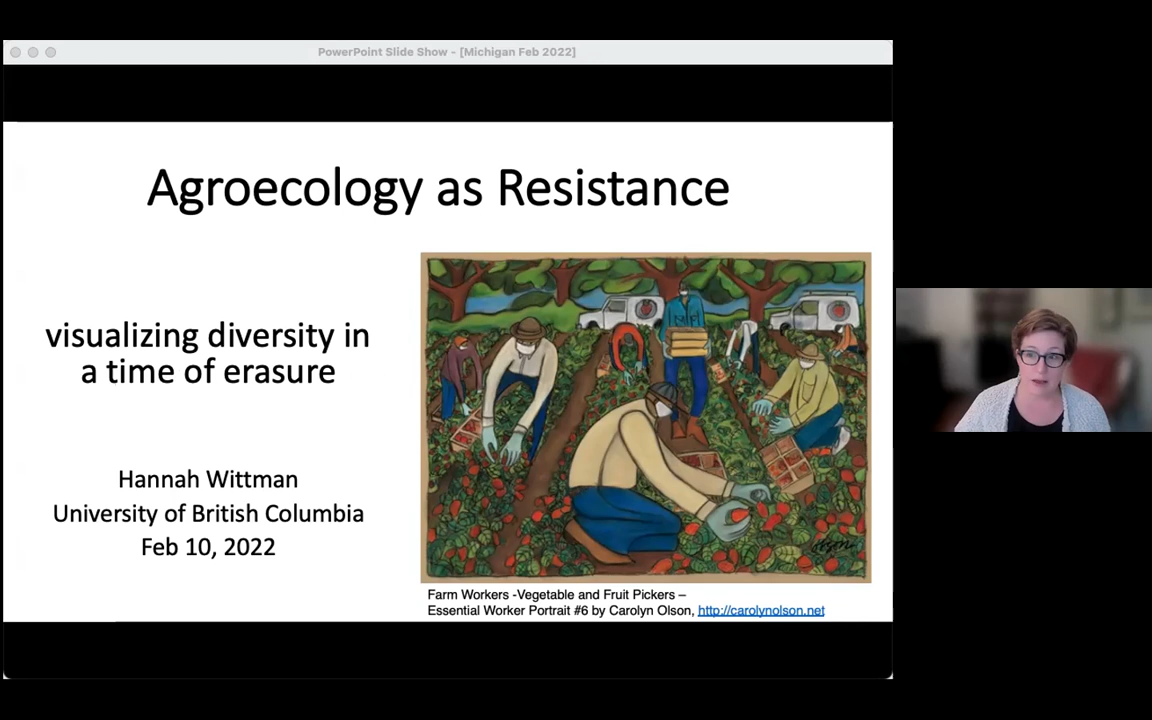 PowerPoint Slide Show - [Michigan Feb 2022]
Agroecology as Resistance
visualizing diversity in
a time of erasure
Hannah Wittman
University of British Columbia
Feb 10, 2022
olson
Farm Workers -Vegetable and Fruit Pickers –
Essential Worker Portrait #6 by Carolyn Olson, http://carolynolson.net